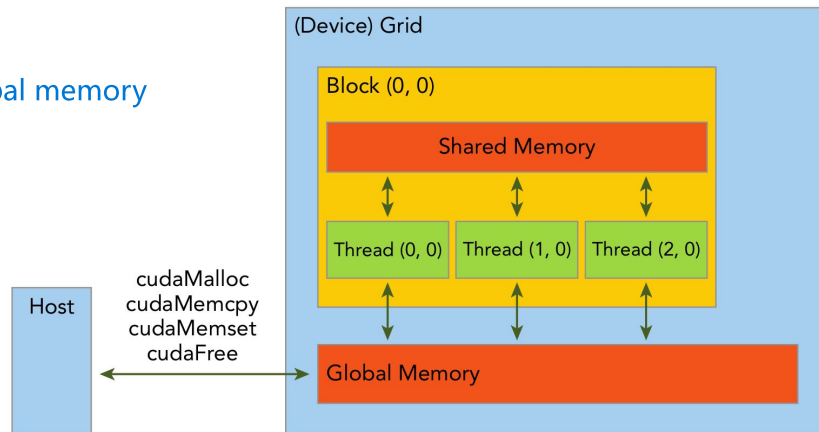 (Device) Grid
memory
Block (0, 0)
Shared Memory
Thread (0, 0)
Thread (1, 0)
Thread (2, 0)
cudaMalloc
cudaMemcpy
cudaMemset
cudaFree
Host
Global Memory